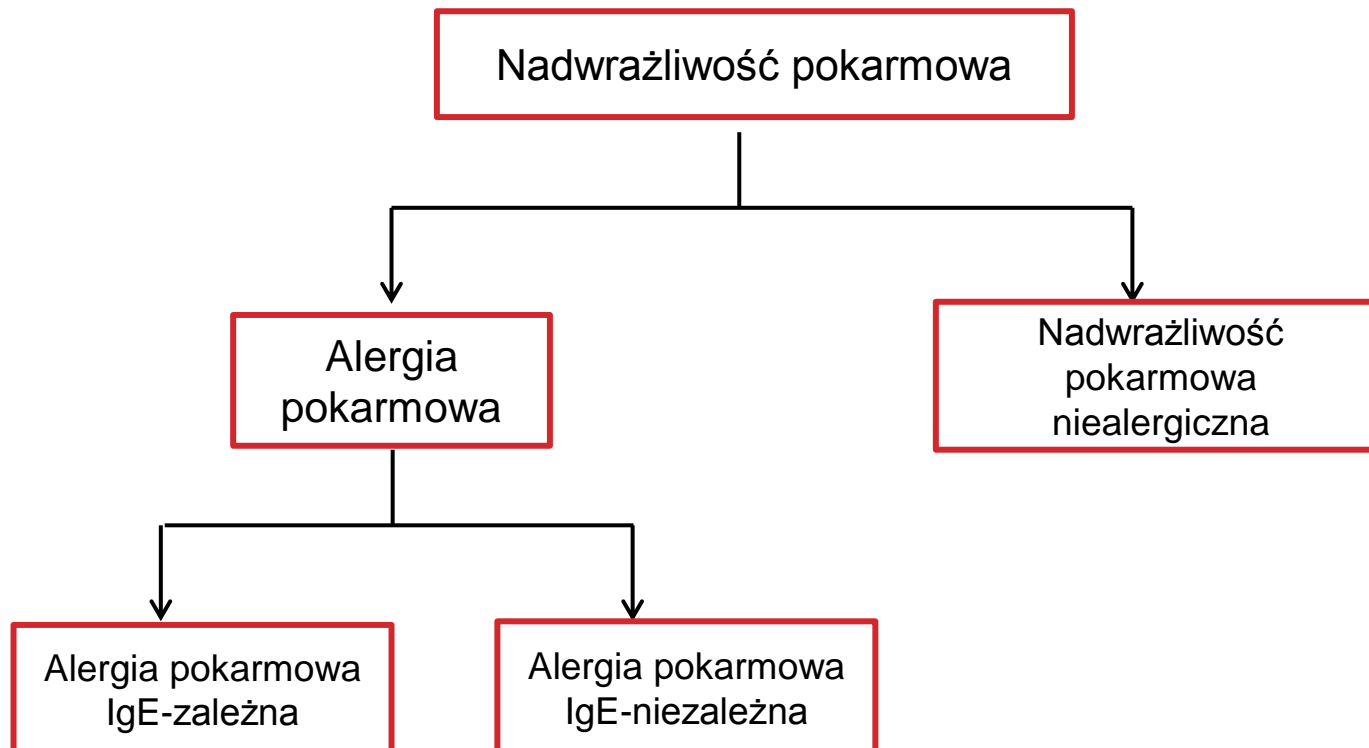 Nadwrażliwość pokarmowa
Alergia
pokarmowa
Nadwrażliwość
pokarmowa
niealergiczna
Alergia pokarmowa
IgE-zależna
Alergia pokarmowa
IgE-niezależna